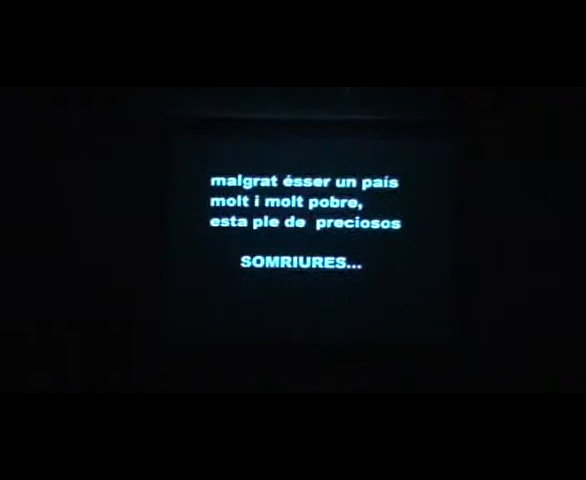 malgrat ésser un país
molt i molt pobre,
esta ple de preciosos
SOMRIURES...